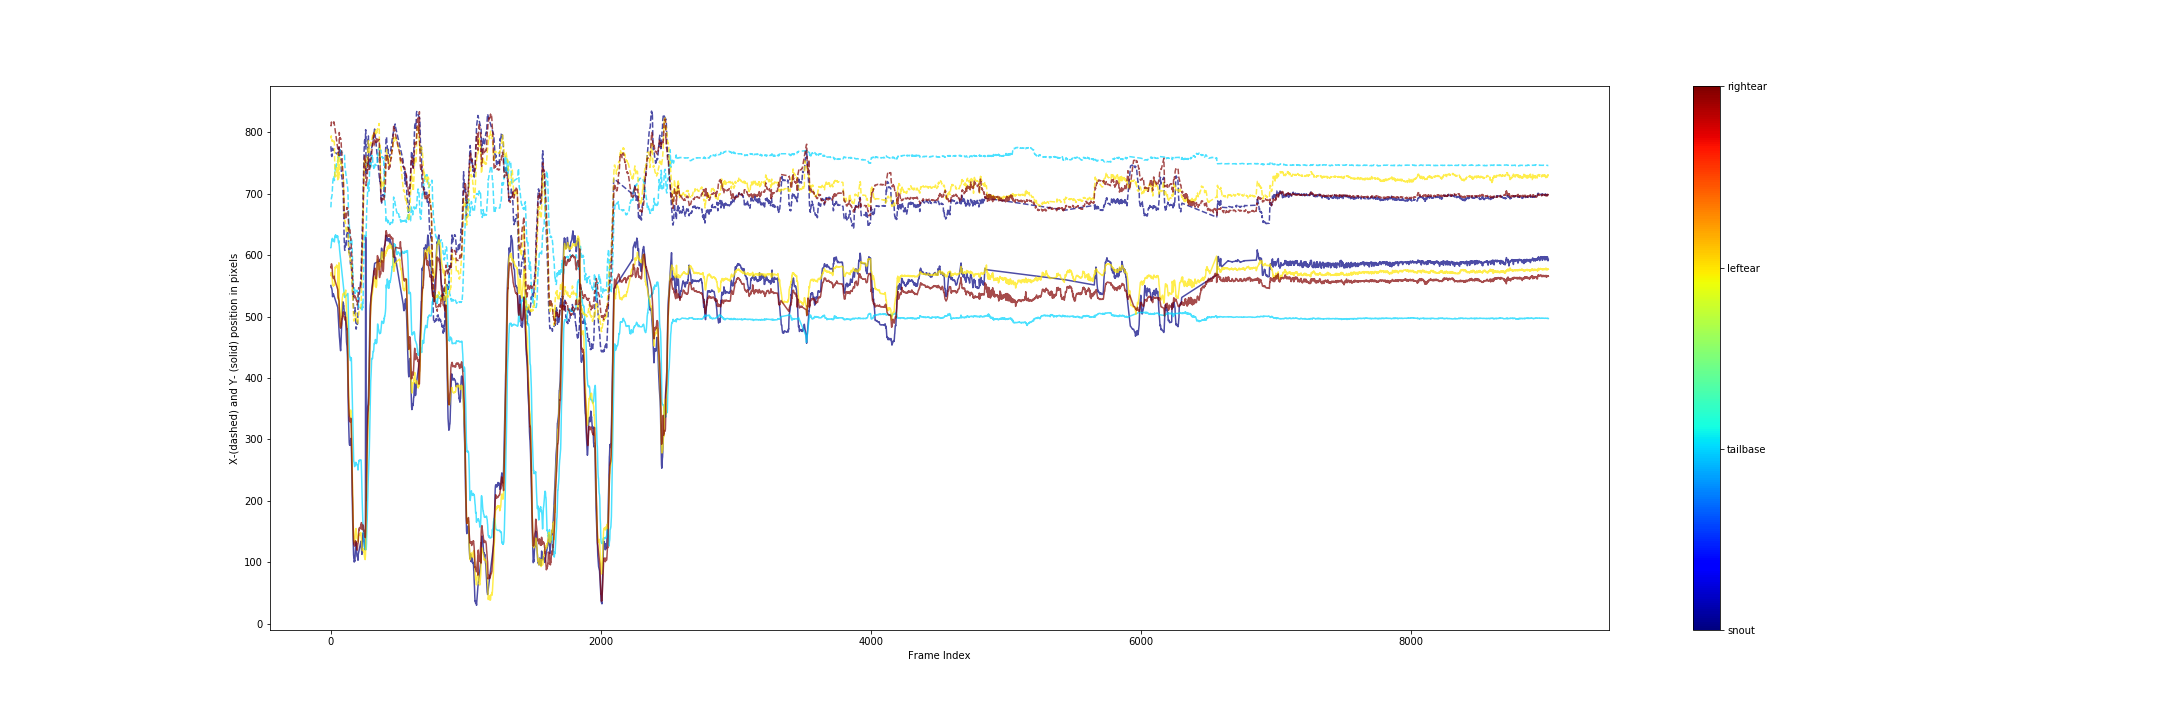 800
700
600
500
400
300
200
100
0
0 2000 4000 6000 8000
Frame Index
X-(dashed) and Y- (solid) position in pixels
rightear
leftear
tailbase
snout